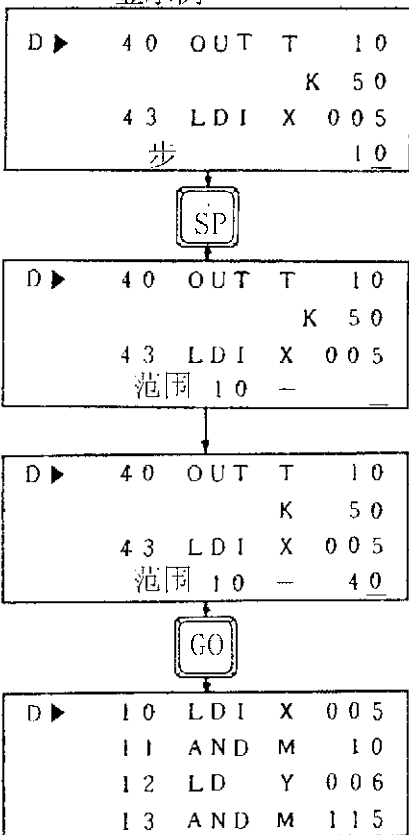 D▶ 40 OUT T 10
K 50
43 LDI X 005
步 10
SP
D▶ 40 OUT T 10
K 50
43 LDI X 005
范围 10 –
D▶ 40 OUT T 10
K 50
43 LDI X 005
范围 10 – 40
GO
D▶ 10 LDI X 005
11 AND M 10
12 LD Y 006
13 AND M 115